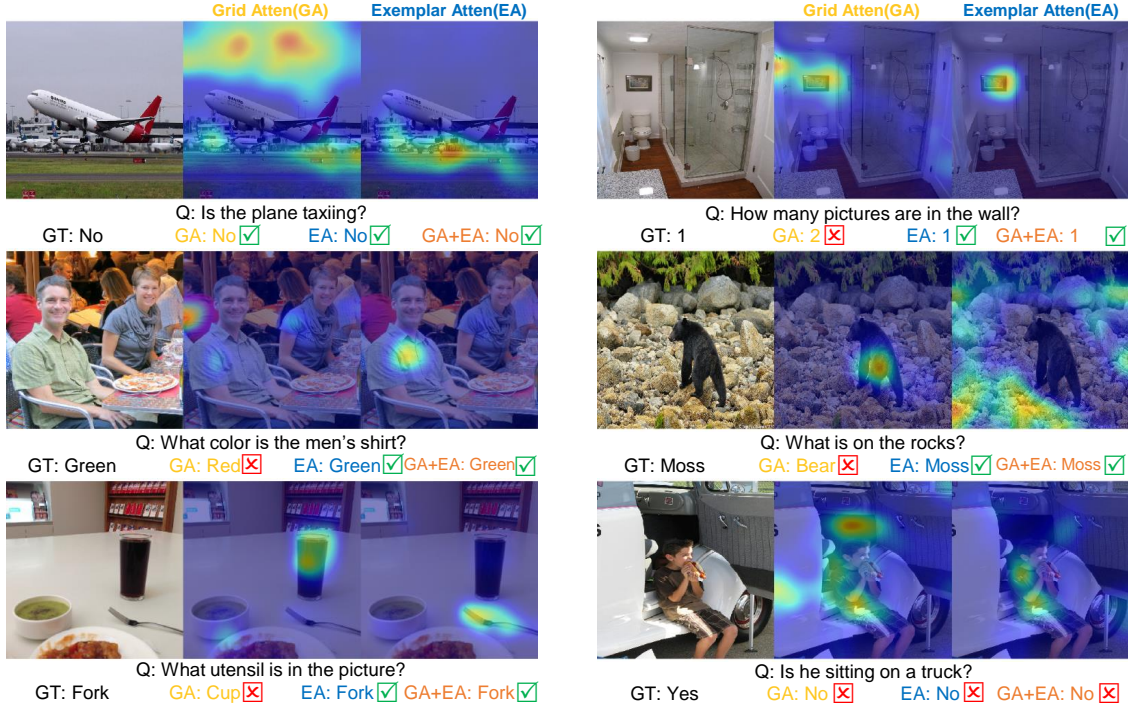 Grid Atten(GA) Exemplar Atten(EA)
Q: Is the plane taxiing?
GT: No GA: No EA: No GA+EA: No
Q: What color is the men's shirt?
GT: Green GA: Red EA: Green GA+EA: Green
Q: What utensil is in the picture?
GT: Fork GA: Cup EA: Fork GA+EA: Fork
Grid Atten(GA) Exemplar Atten(EA)
Q: How many pictures are in the wall?
GT: 1 GA: 2 EA: 1 GA+EA: 1
Q: What is on the rocks?
GT: Moss GA: Bear EA: Moss GA+EA: Moss
Q: Is he sitting on a truck?
GT: Yes GA: No EA: No GA+EA: No